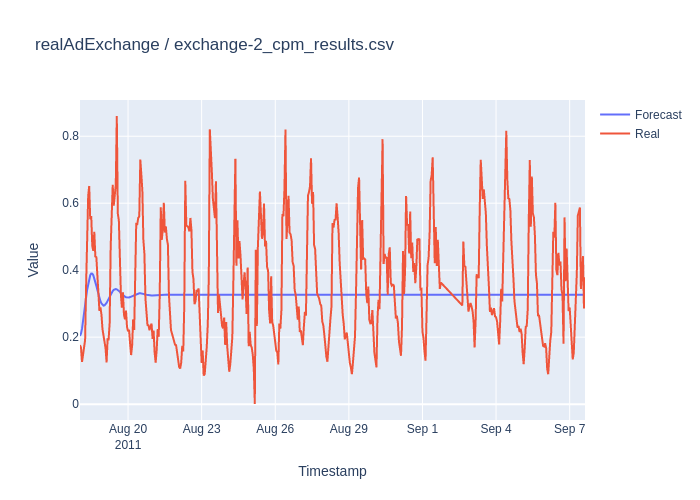 realAdExchange / exchange-2_cpm_results.csv
Forecast
Real
Value
0.8
0.6
0.4
0.2
0
Aug 20
2011
Aug 23
Aug 26
Aug 29
Sep 1
Sep 4
Sep 7
Timestamp